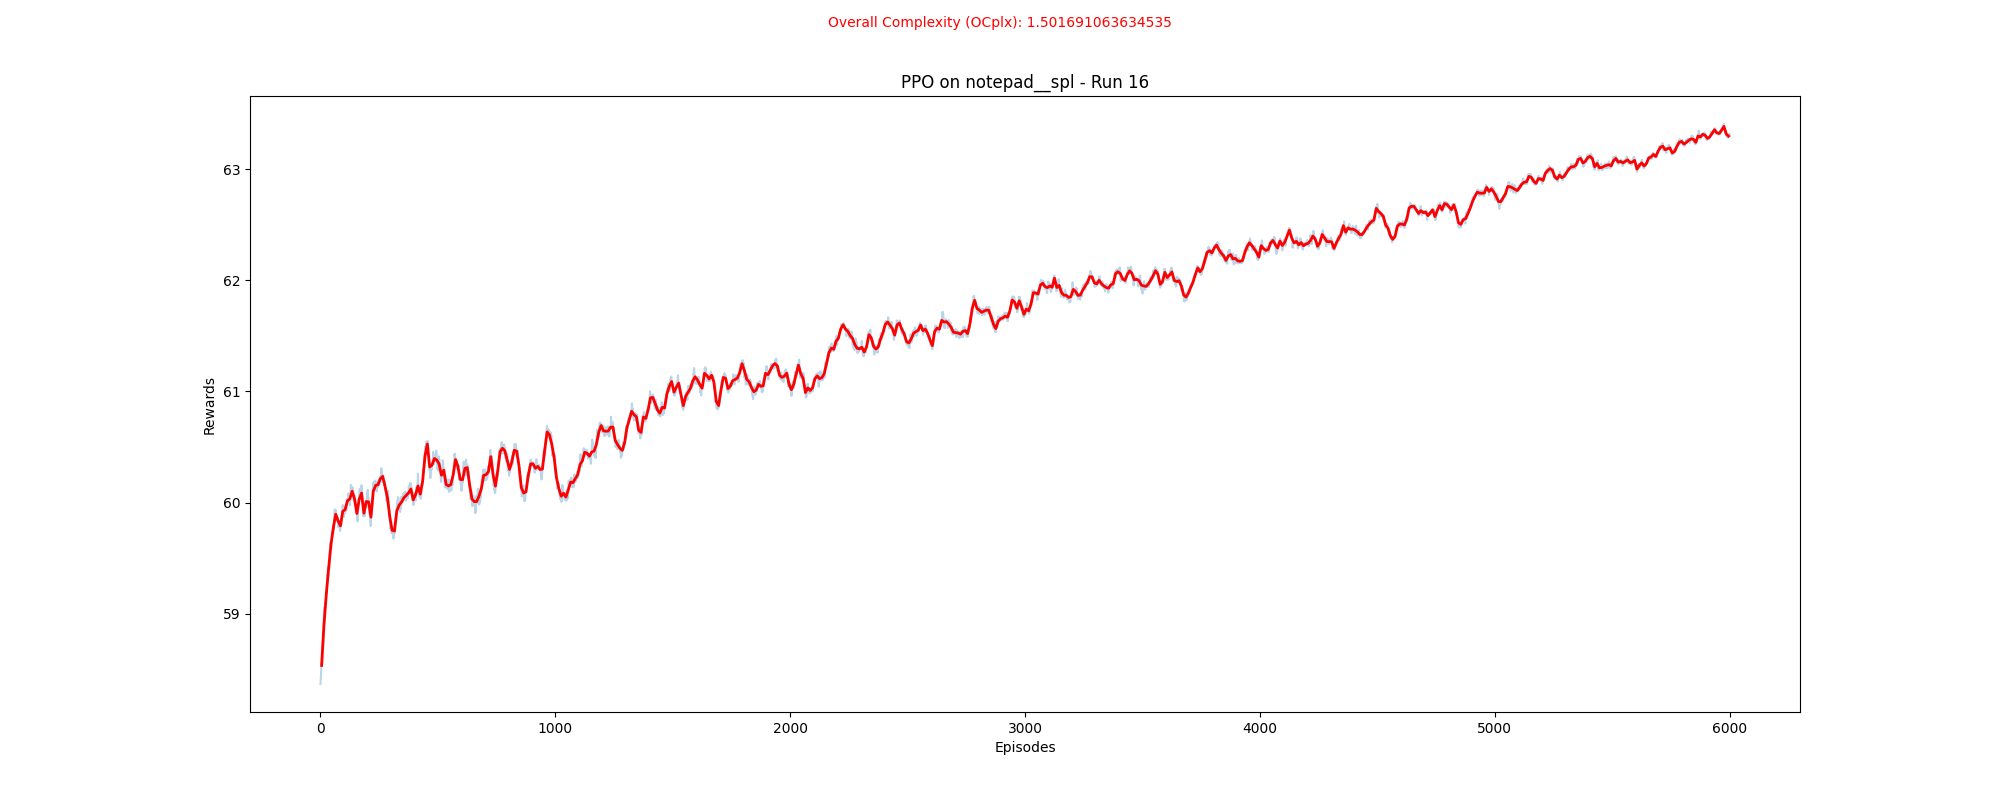 Overall Complexity (OCplx): 1.501691063634535
PPO on notepad__spl - Run 16
Rewards
63
62
61
60
59
0 1000 2000 3000 4000 5000 6000
Episodes